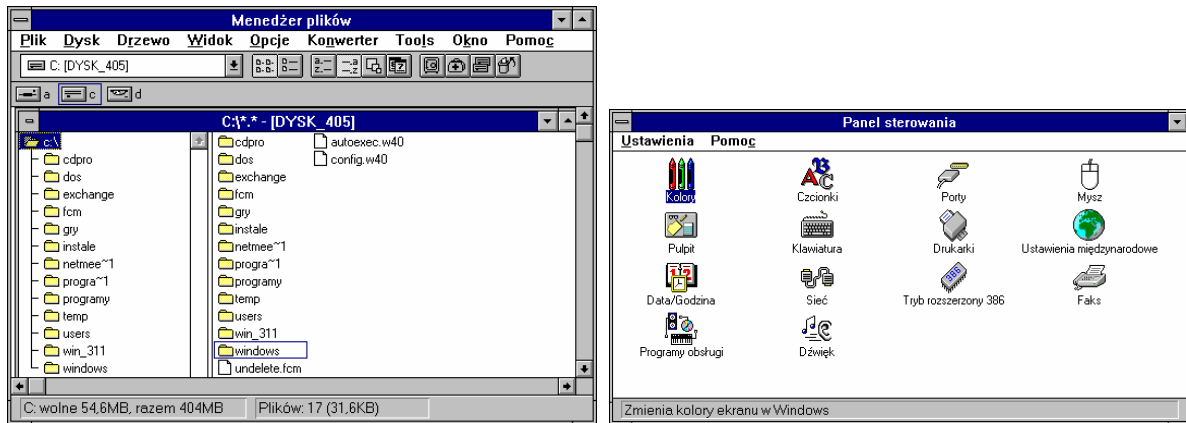 Menedżer plików
Plik Dysk Drzewo Widok Opcje Konwerter Tools Okno Pomoc
C: [DYSK_405]
a c d
C:\*.* - [DYSK_405]
c:\
cdpro
dos
exchange
fcm
gry
instale
netmee~1
progra~1
programy
temp
users
win_311
windows
cdpro
dos
exchange
fcm
gry
instale
netmee~1
progra~1
programy
temp
users
win_311
windows
undelete.fcm
autoexec.w40
config.w40
C: wolne 54,6MB, razem 404MB Plików: 17 (31,6KB)
Panel sterowania
Ustawienia Pomoc
Kolory Czcionki Porty Mysz
Pulpit Klawiatura Drukarki Ustawienia międzynarodowe
Data/Godzina Sieć Tryb rozszerzony 386 Faks
Programy obsługi Dźwięk
Zmienia kolory ekranu w Windows